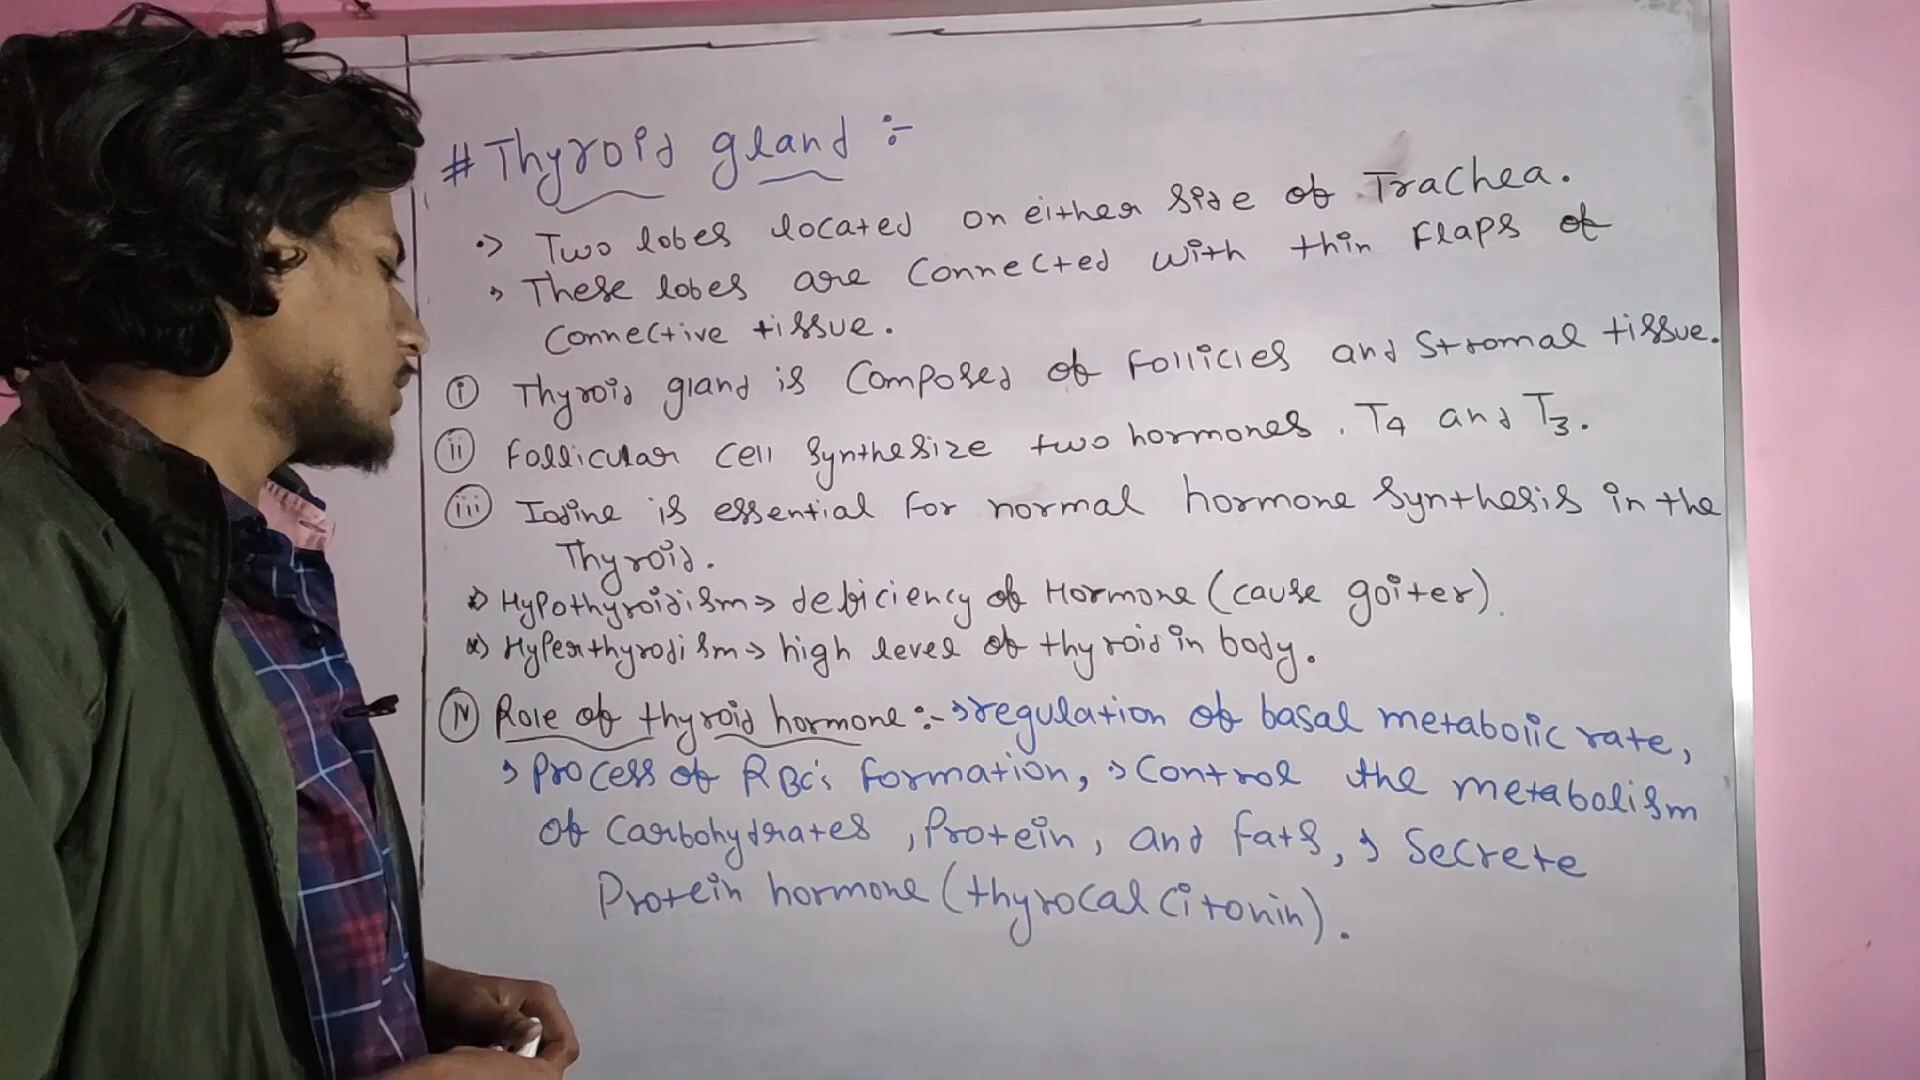 # Thyroid gland :-
•> Two lobes located on either side of Trachea.
> These lobes are Connected with thin Flaps of
Connective tissue.
(i) Thyroid gland is Composed of Follicles and Stromal tissue.
(ii) Follicular Cell Synthesize two hormones, T4 and T3.
(iii) Iodine is essential for normal hormone Synthesis in the
Thyroid.
*> Hypothyroidism => deficiency of Hormone (cause goiter).
*> Hyperthyrodism => high level of thyroid in body.
(iv) Role of thyroid hormone :- > regulation of basal metabolic rate,
> Process of RBC's formation, > Control the metabolism
of Carbohydrates, Protein, and fats, > Secrete
Protein hormone (thyrocalcitonin).